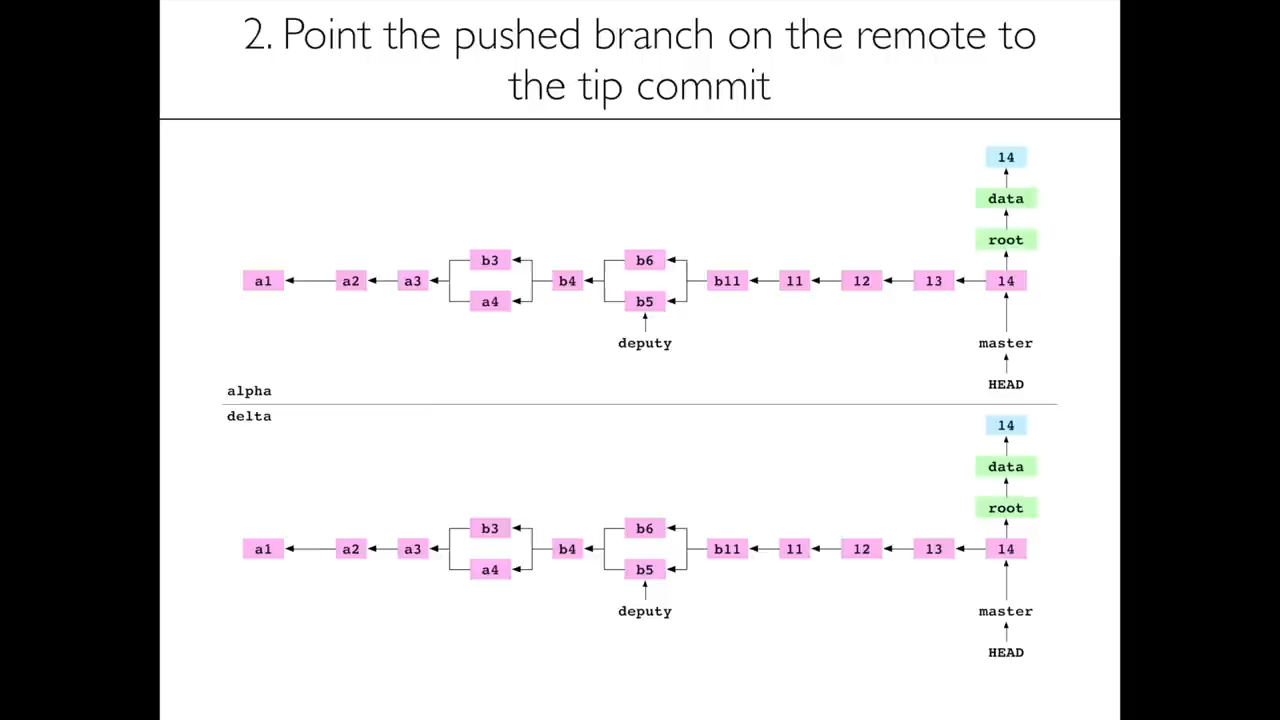 2. Point the pushed branch on the remote to
the tip commit
14
data
root
b3 b6
a1 a2 a3 b4 b11 11 12 13 14
a4 b5
deputy master
HEAD
alpha
delta
14
data
root
b3 b6
a1 a2 a3 b4 b11 11 12 13 14
a4 b5
deputy master
HEAD